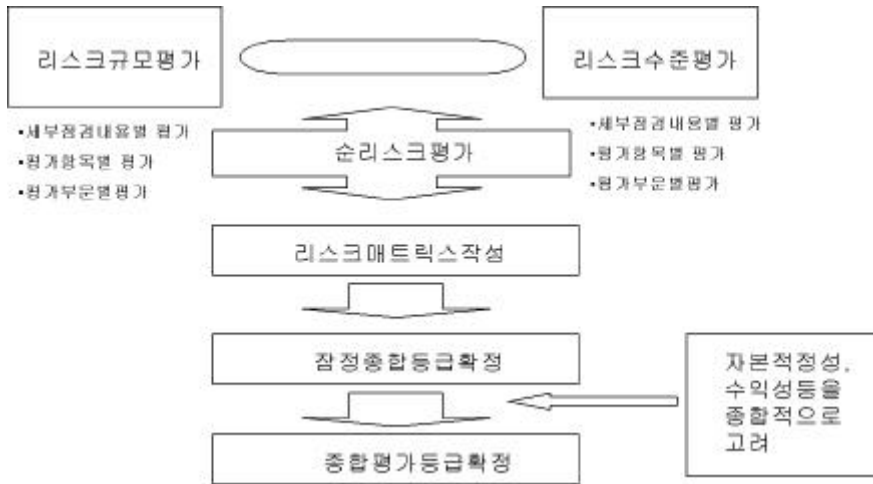 리스크규모평가
리스크수준평가
•세부점검내용별 평가
•평가항목별 평가
•평가부문별평가
순리스크평가
•세부점검내용별 평가
•평가항목별 평가
•평가부문별평가
리스크매트릭스작성
잠정종합등급확정
자본적정성,
수익성등을
종합적으로
고려
종합평가등급확정